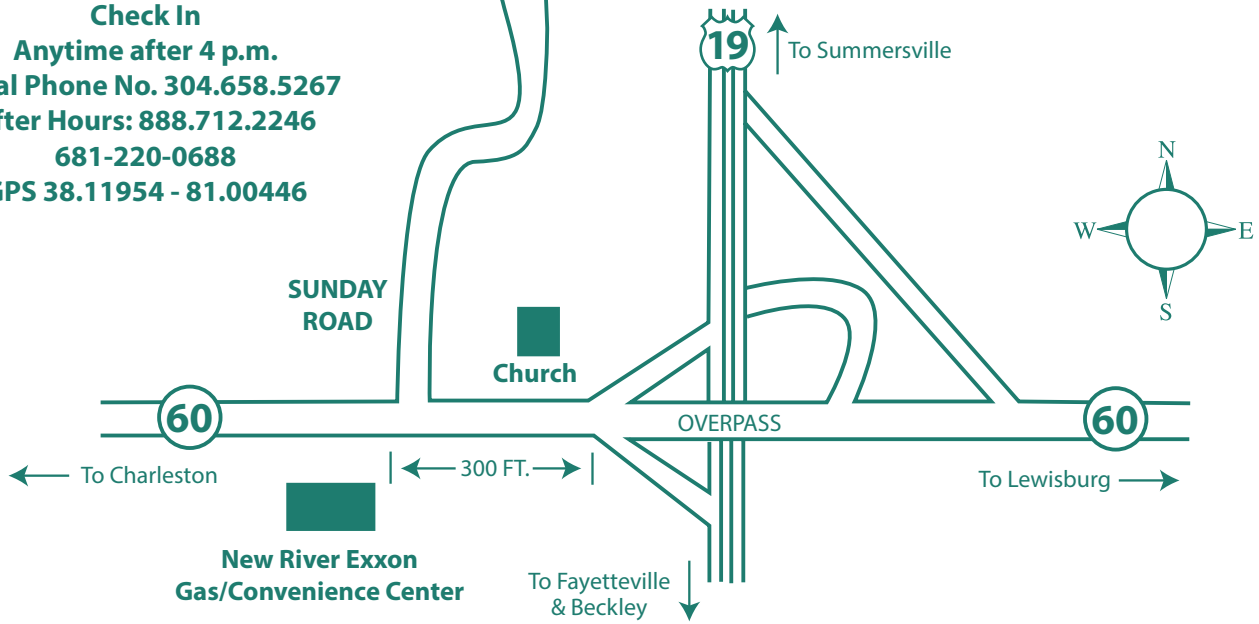 Check In
Anytime after 4 p.m.
Phone No. 304.658.5267
Hours: 888.712.2246
681-220-0688
GPS 38.11954 - 81.00446
19
To Summersville
N
W
E
S
SUNDAY
ROAD
Church
60
OVERPASS
60
To Charleston
300 FT.
To Lewisburg
New River Exxon
Gas/Convenience Center
To Fayetteville
& Beckley